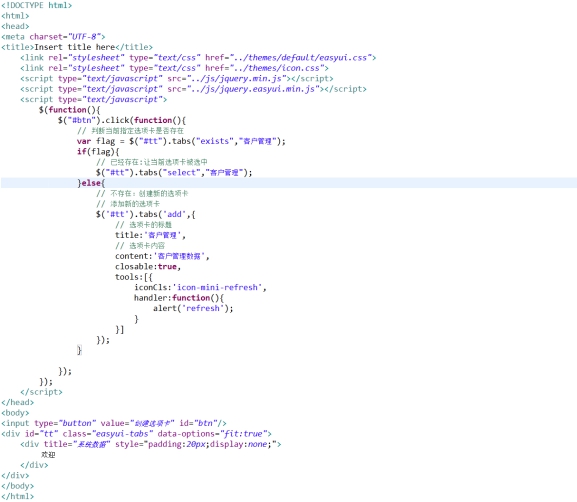 <!DOCTYPE html>
<html>
<head>
<meta charset="UTF-8">
<title>Insert title here</title>
    <link rel="stylesheet" type="text/css" href="../themes/default/easyui.css">
    <link rel="stylesheet" type="text/css" href="../themes/icon.css">
    <script type="text/javascript" src="../js/jquery.min.js"></script>
    <script type="text/javascript" src="../js/jquery.easyui.min.js"></script>
    <script type="text/javascript">
        $(function(){
            $("#btn").click(function(){
                // 判断当前指定选项卡是否存在
                var flag = $("#tt").tabs("exists","客户管理");
                if(flag){
                    // 已经存在:让当前选项卡被选中
                    $("#tt").tabs("select","客户管理");
                }else{
                    // 不存在：创建新的选项卡
                    // 添加新的选项卡
                    $('#tt').tabs('add',{
                        // 选项卡的标题
                        title:'客户管理',
                        // 选项卡内容
                        content:'客户管理数据',
                        closable:true,
                        tools:[{
                            iconCls:'icon-mini-refresh',
                            handler:function(){
                                alert('refresh');
                            }
                        }]
                    });
                }
            });
        });
    </script>
</head>
<body>
<input type="button" value="创建选项卡" id="btn"/>
<div id="tt" class="easyui-tabs" data-options="fit:true">
    <div title="系统数据" style="padding:20px;display:none;">
        欢迎
    </div>
</div>
</body>
</html>